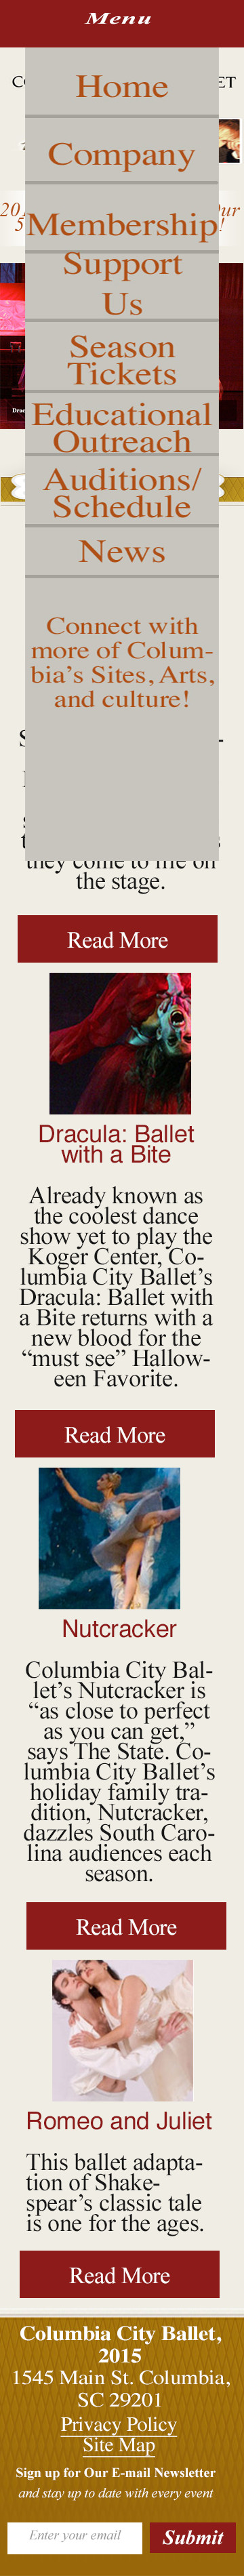 Menu
Home
Company
Membership
Support
Us
Season
Tickets
Educational
Outreach
Auditions/
Schedule
News
Connect with
more of Colum-
bia's Sites, Arts,
and culture!
they come to life on
the stage.
Read More
Dracula: Ballet
with a Bite
Already known as
the coolest dance
show yet to play the
Koger Center, Co-
lumbia City Ballet’s
Dracula: Ballet with
a Bite returns with a
new blood for the
“must see” Hallow-
een Favorite.
Read More
Nutcracker
Columbia City Bal-
let’s Nutcracker is
“as close to perfect
as you can get,”
says The State. Co-
lumbia City Ballet’s
holiday family tra-
dition, Nutcracker,
dazzles South Caro-
lina audiences each
season.
Read More
Romeo and Juliet
This ballet adapta-
tion of Shake-
spear’s classic tale
is one for the ages.
Read More
Columbia City Ballet,
2015
1545 Main St. Columbia,
SC 29201
Privacy Policy
Site Map
Sign up for Our E-mail Newsletter
and stay up to date with every event
Enter your email
Submit